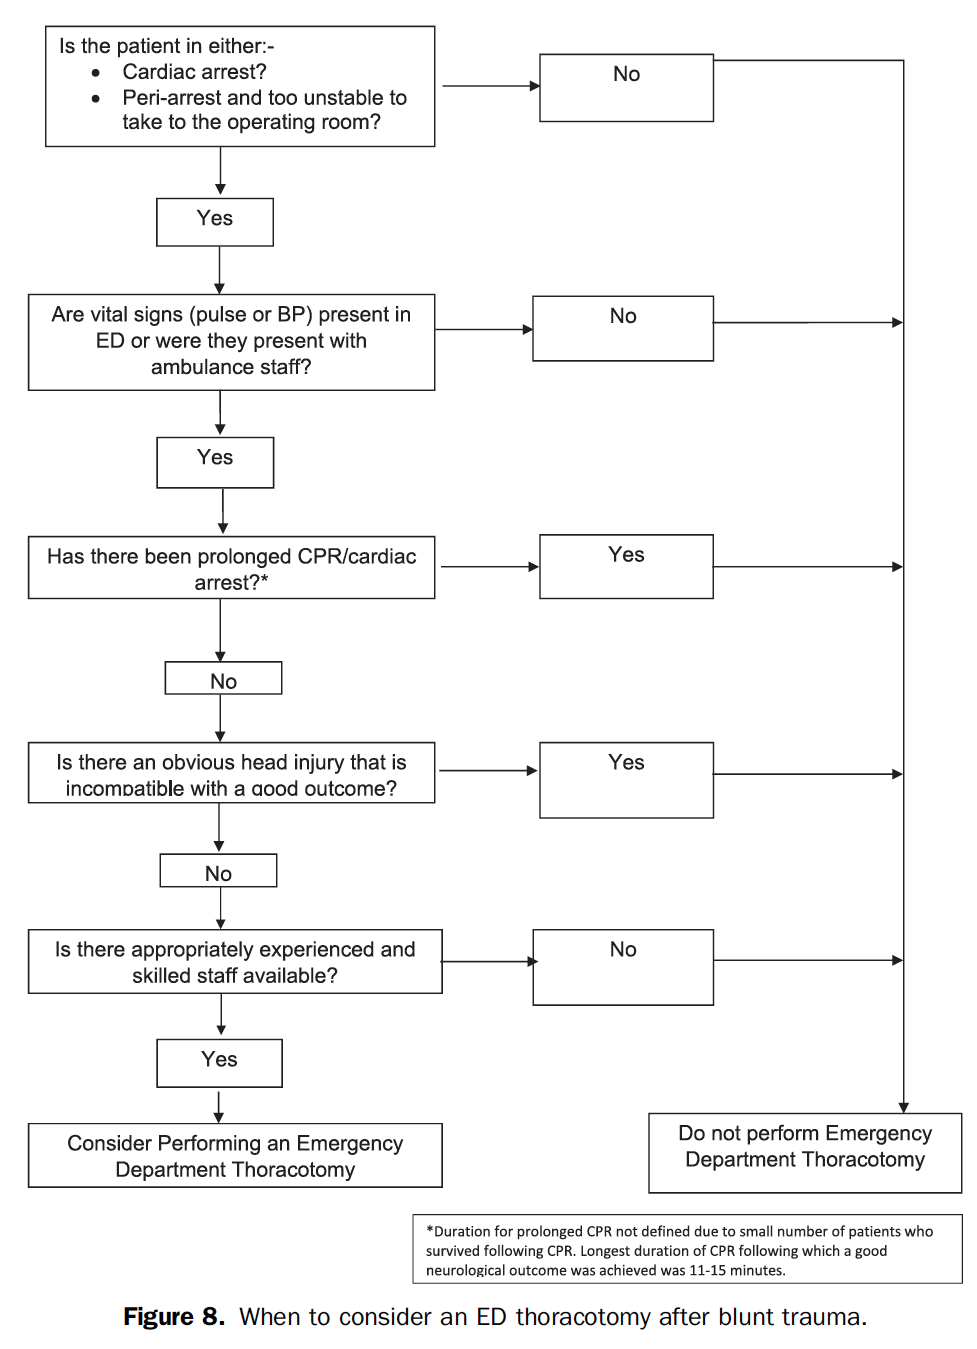 Is the patient in either:-
• Cardiac arrest?
• Peri-arrest and too unstable to
take to the operating room?
No
Yes
Are vital signs (pulse or BP) present in
ED or were they present with
ambulance staff?
No
Yes
Has there been prolonged CPR/cardiac
arrest?*
Yes
No
Is there an obvious head injury that is
incompatible with a good outcome?
Yes
No
Is there appropriately experienced and
skilled staff available?
No
Yes
Consider Performing an Emergency
Department Thoracotomy
Do not perform Emergency
Department Thoracotomy
*Duration for prolonged CPR not defined due to small number of patients who
survived following CPR. Longest duration of CPR following which a good
neurological outcome was achieved was 11-15 minutes.
Figure 8. When to consider an ED thoracotomy after blunt trauma.